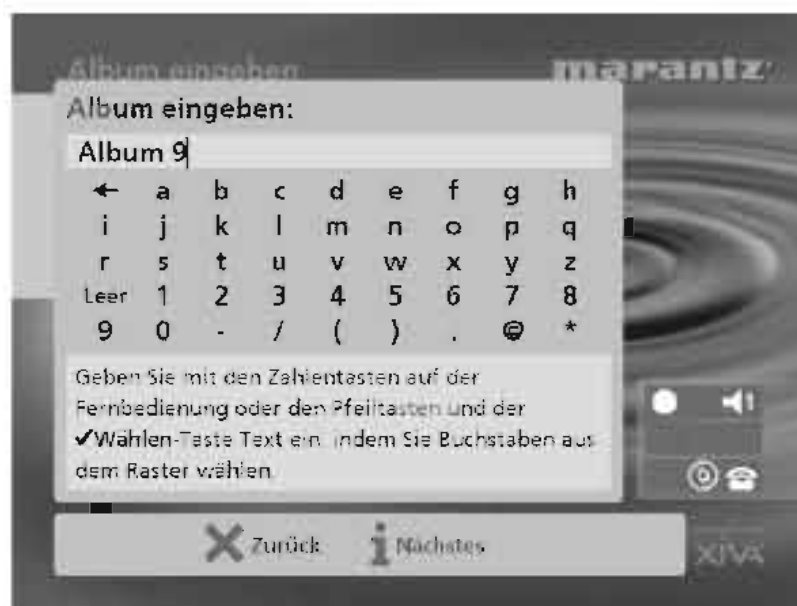 Album eingeben
marantz
Album eingeben:
Album 9
← a b c d e f g h
i j k l m n o p q
r s t u v w x y z
Leer 1 2 3 4 5 6 7 8
9 0 - / ( ) . @ *
Geben Sie mit den Zahlentasten auf der
Fernbedienung oder den Pfeiltasten und der
✓Wählen-Taste Text ein, indem Sie Buchstaben aus
dem Raster wählen.
1
Zurück
Nächstes
XIVA